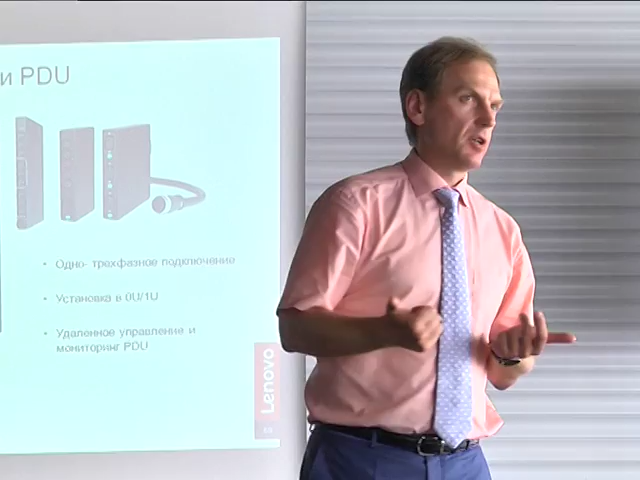 и PDU
• Одно- трехфазное подключение
• Установка в 0U/1U
• Удаленное управление и
мониторинг PDU
Lenovo